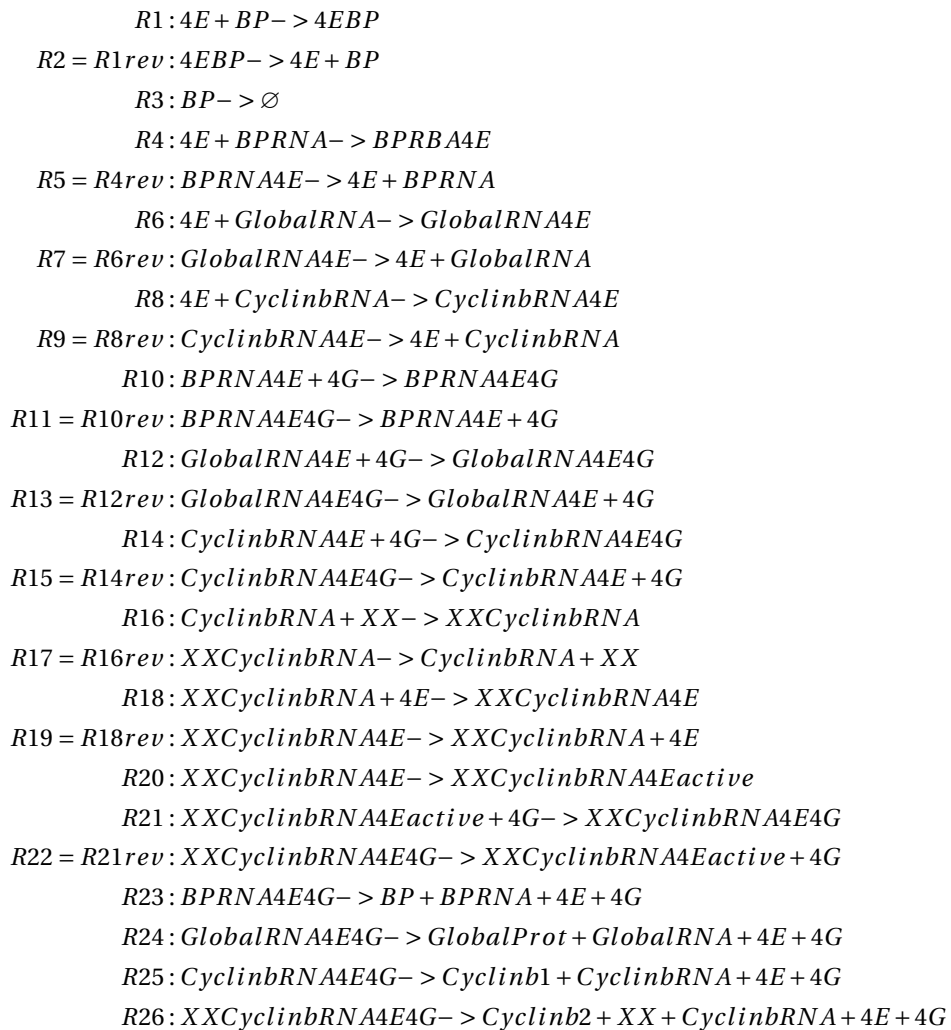 R1 : 4E + BP− > 4EBP
R2 = R1rev : 4EBP− > 4E + BP
R3 : BP− > ∅
R4 : 4E + BPRNA− > BPRBA4E
R5 = R4rev : BPRNA4E− > 4E + BPRNA
R6 : 4E + GlobalRNA− > GlobalRNA4E
R7 = R6rev : GlobalRNA4E− > 4E + GlobalRNA
R8 : 4E + CyclinbRNA− > CyclinbRNA4E
R9 = R8rev : CyclinbRNA4E− > 4E + CyclinbRNA
R10 : BPRNA4E + 4G− > BPRNA4E4G
R11 = R10rev : BPRNA4E4G− > BPRNA4E + 4G
R12 : GlobalRNA4E + 4G− > GlobalRNA4E4G
R13 = R12rev : GlobalRNA4E4G− > GlobalRNA4E + 4G
R14 : CyclinbRNA4E + 4G− > CyclinbRNA4E4G
R15 = R14rev : CyclinbRNA4E4G− > CyclinbRNA4E + 4G
R16 : CyclinbRNA + XX− > XXCyclinbRNA
R17 = R16rev : XXCyclinbRNA− > CyclinbRNA + XX
R18 : XXCyclinbRNA + 4E− > XXCyclinbRNA4E
R19 = R18rev : XXCyclinbRNA4E− > XXCyclinbRNA + 4E
R20 : XXCyclinbRNA4E− > XXCyclinbRNA4Eactive
R21 : XXCyclinbRNA4Eactive + 4G− > XXCyclinbRNA4E4G
R22 = R21rev : XXCyclinbRNA4E4G− > XXCyclinbRNA4Eactive + 4G
R23 : BPRNA4E4G− > BP + BPRNA + 4E + 4G
R24 : GlobalRNA4E4G− > GlobalProt + GlobalRNA + 4E + 4G
R25 : CyclinbRNA4E4G− > Cyclinb1 + CyclinbRNA + 4E + 4G
R26 : XXCyclinbRNA4E4G− > Cyclinb2 + XX + CyclinbRNA + 4E + 4G